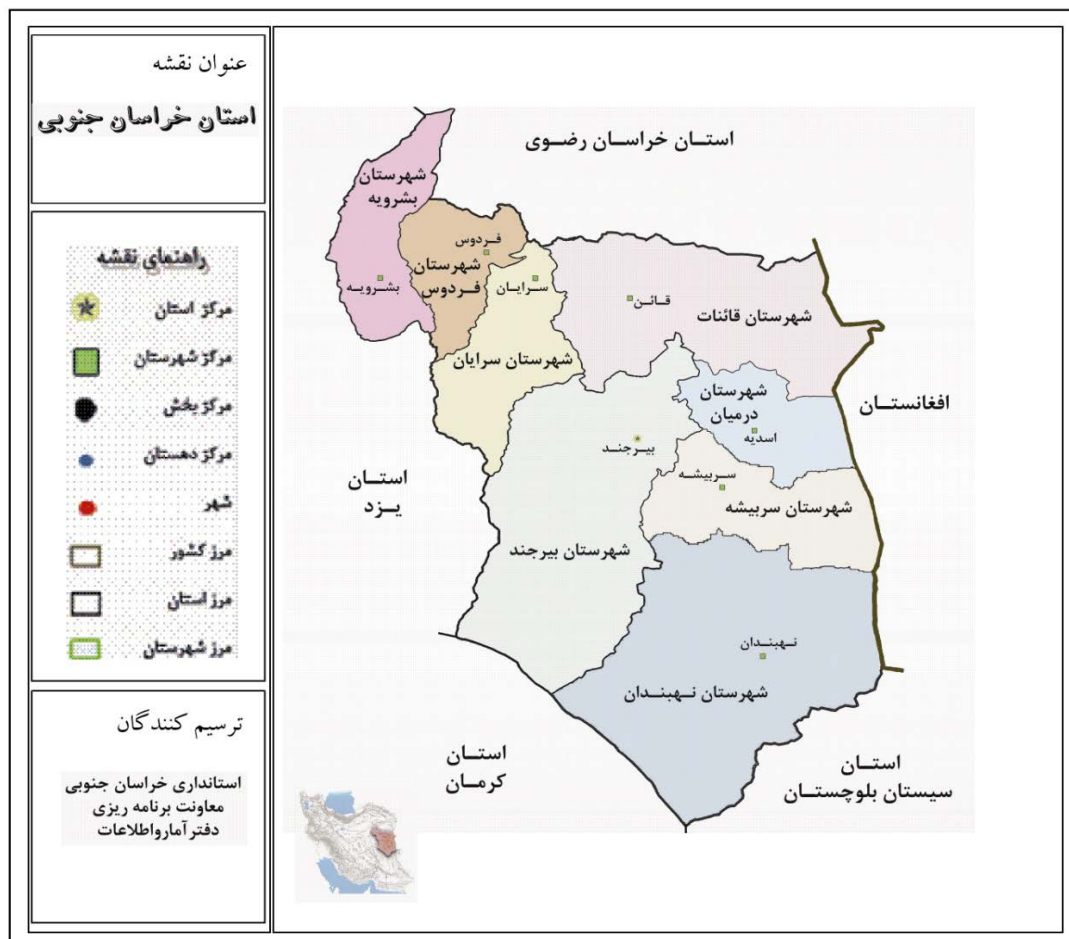 عنوان نقشه
استان خراسان جنوبی
راهنمای نقشه
مرکز استان
مرکز شهرستان
مرکز بخش
مرکز دهستان
شهر
مرز کشور
مرز استان
مرز شهرستان
ترسیم کنندگان
استانداری خراسان جنوبی
معاونت برنامه ریزی
دفتر آمار واطلاعات
استان خراسان رضوی
شهرستان
بشرویه
بشرویه
فردوس
شهرستان
فردوس
سرایان
شهرستان سرایان
قائن
شهرستان قائنات
افغانستان
شهرستان
درمیان
اسدیه
بیرجند
شهرستان بیرجند
سربیشه
شهرستان سربیشه
استان
یزد
نهبندان
شهرستان نهبندان
استان
کرمان
استان
سیستان بلوچستان